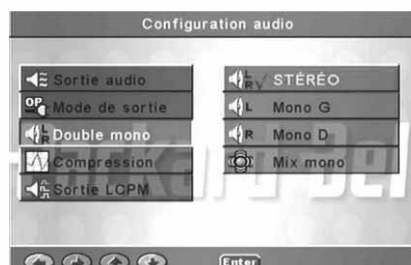 Configuration audio
Sortie audio
OP Mode de sortie
L R Double mono
Compression
Sortie LCPM
L R √ STÉRÉO
L Mono G
R Mono D
Mix mono
Enter